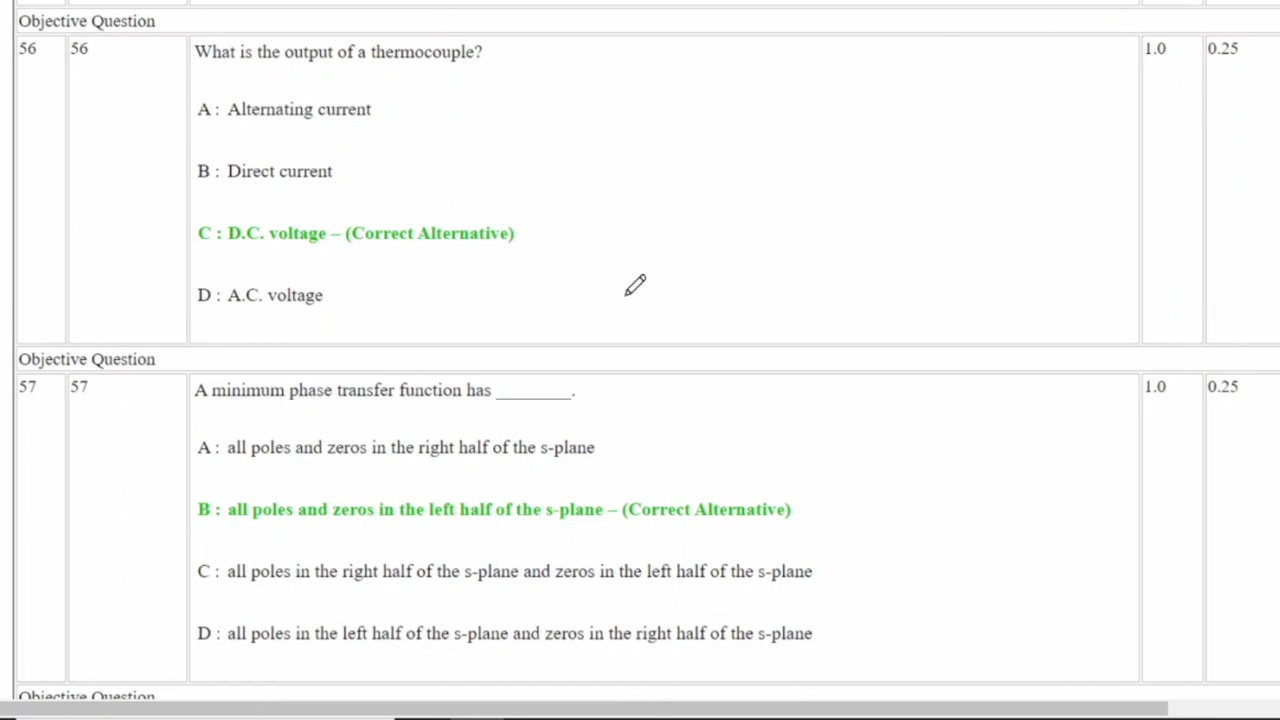 Objective Question
56 56 What is the output of a thermocouple? 1.0 0.25
A : Alternating current
B : Direct current
C : D.C. voltage – (Correct Alternative)
D : A.C. voltage
Objective Question
57 57 A minimum phase transfer function has ________. 1.0 0.25
A : all poles and zeros in the right half of the s-plane
B : all poles and zeros in the left half of the s-plane – (Correct Alternative)
C : all poles in the right half of the s-plane and zeros in the left half of the s-plane
D : all poles in the left half of the s-plane and zeros in the right half of the s-plane
Objective Question